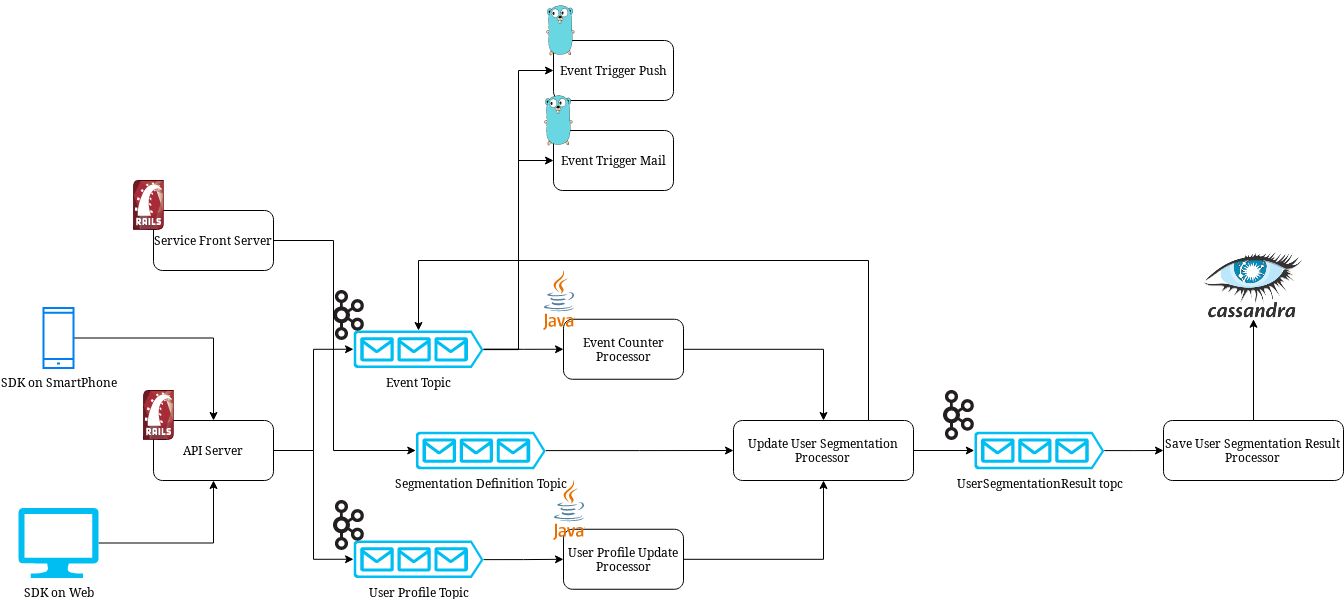 Event Trigger Push
Event Trigger Mail
RAILS
Service Front Server
cassandra
Java
Event Counter
Processor
SDK on SmartPhone
Event Topic
RAILS
API Server
Update User Segmentation
Processor
Save User Segmentation Result
Processor
Segmentation Definition Topic
UserSegmentationResult topc
Java
User Profile Update
Processor
SDK on Web
User Profile Topic